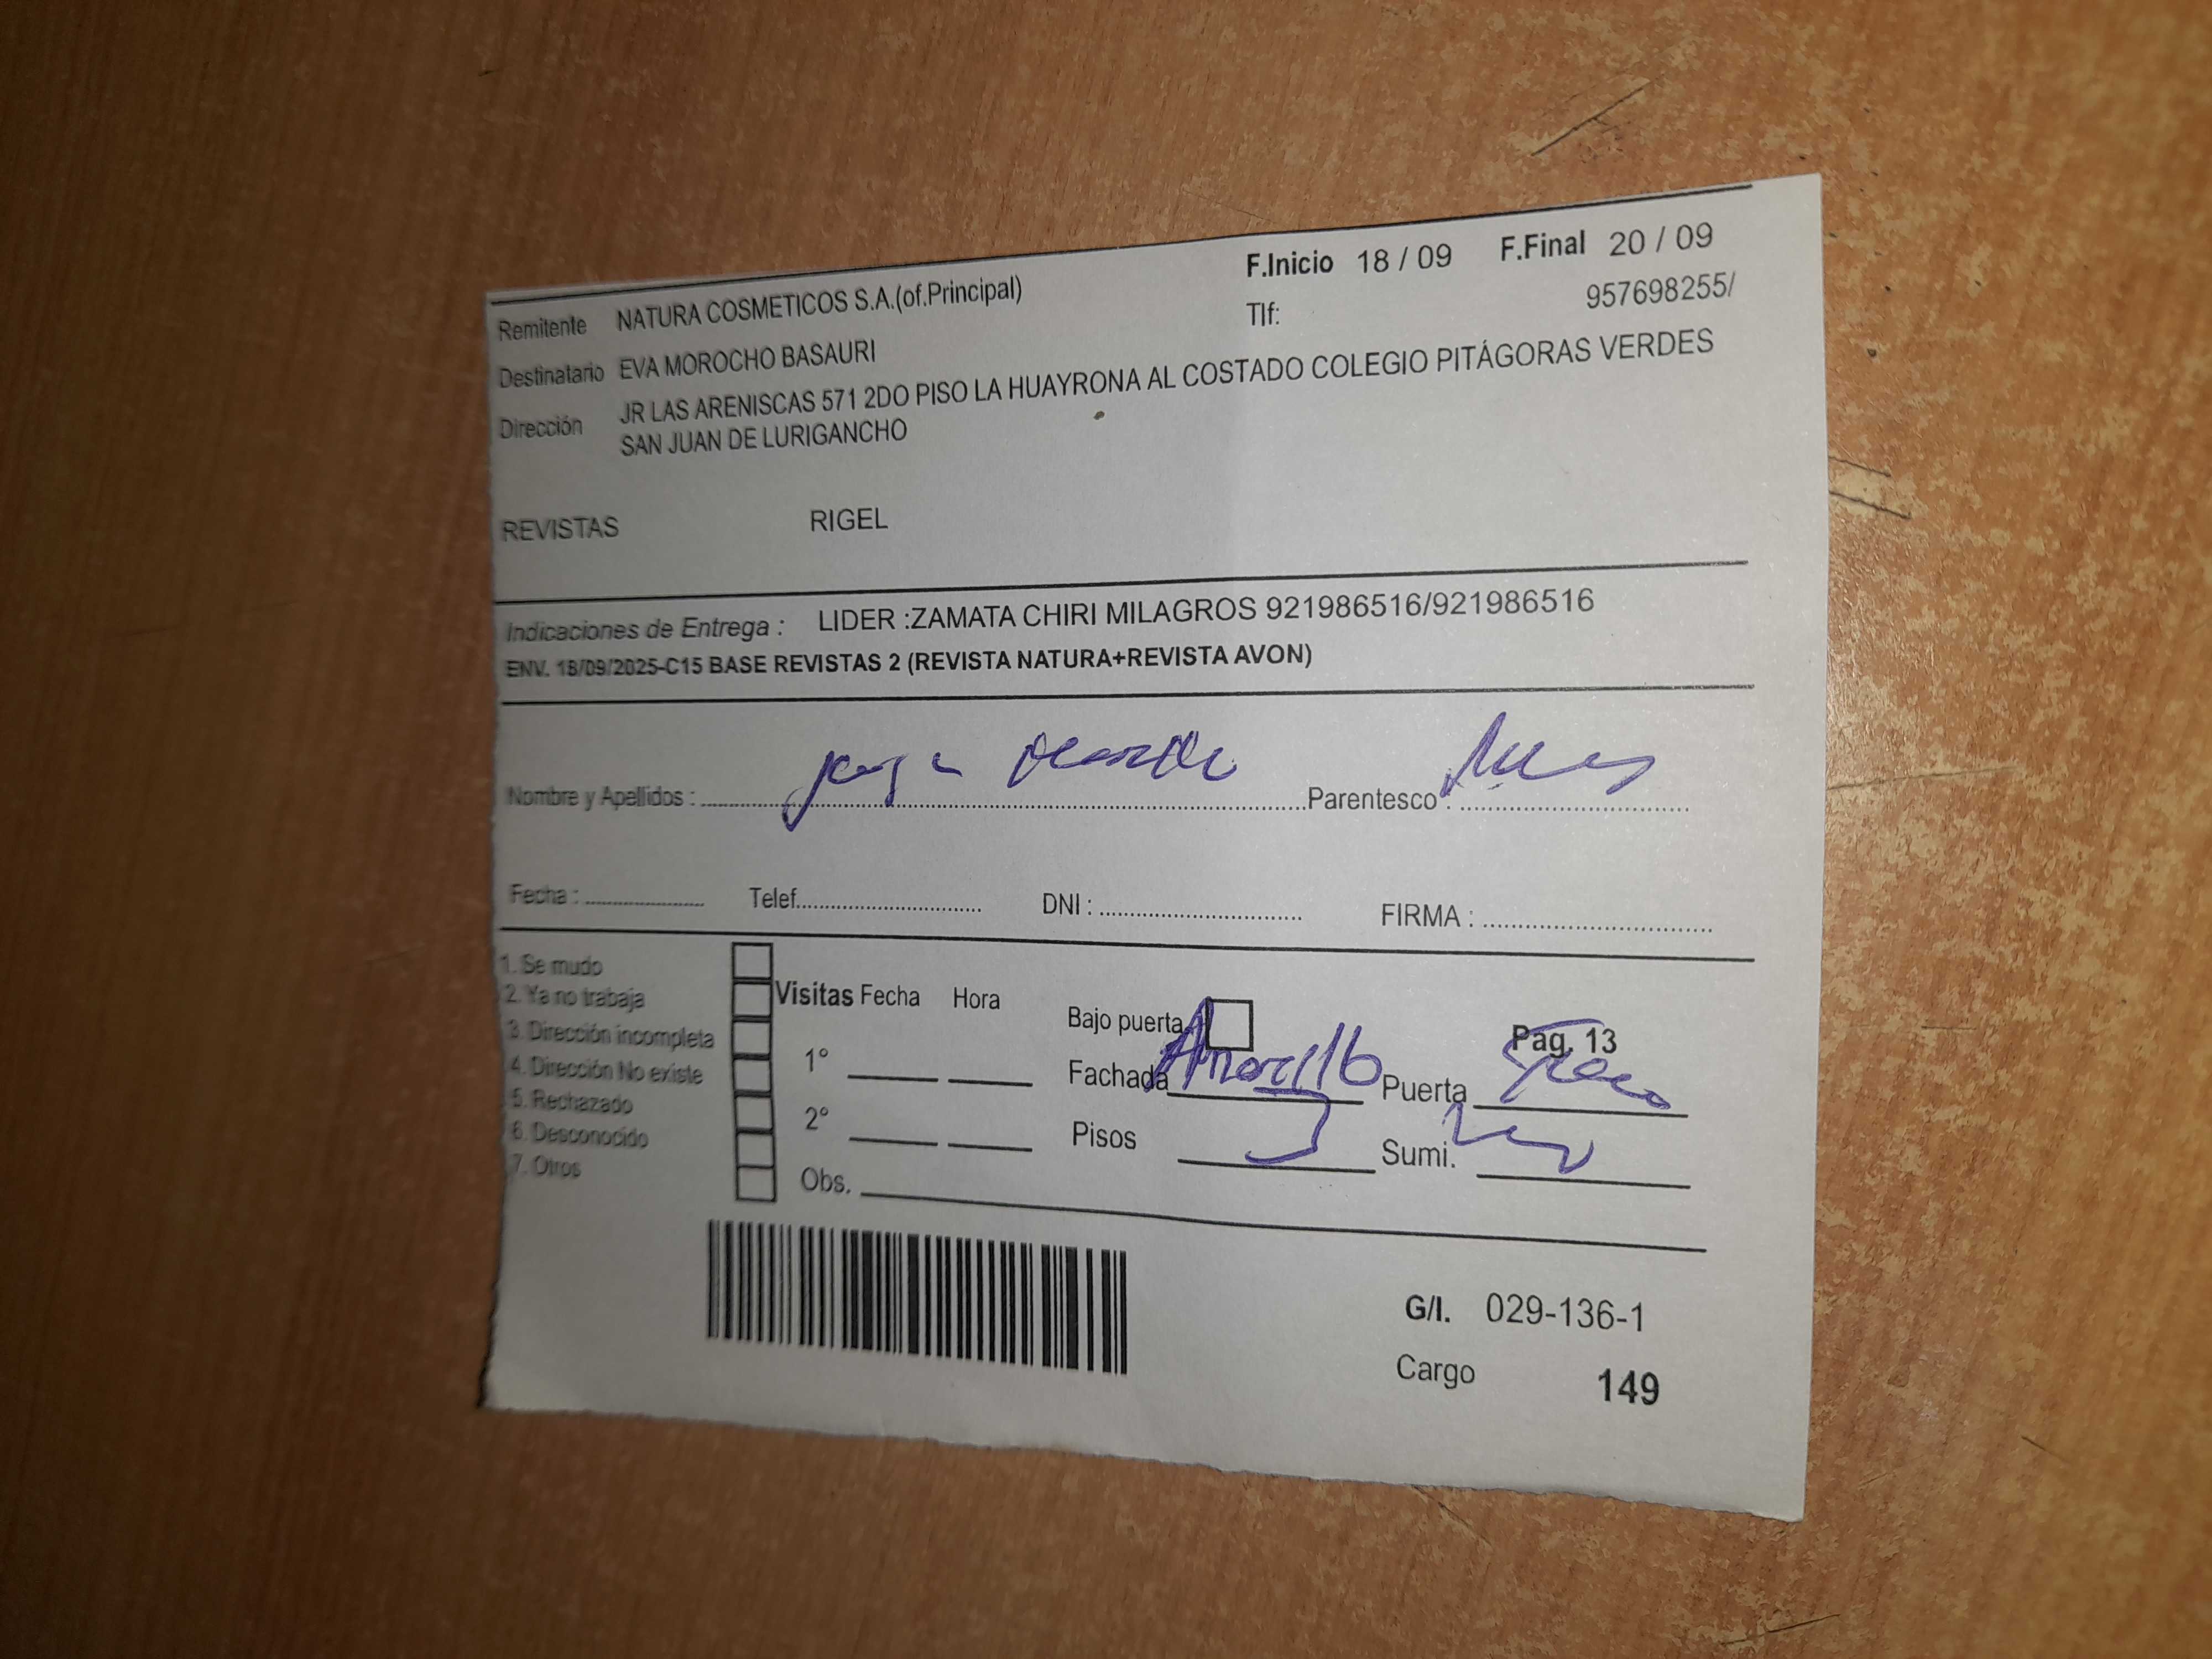 F.Inicio 18 / 09 F.Final 20 / 09
Remitente NATURA COSMETICOS S.A.(of.Principal) Tlf: 957698255/
Destinatario EVA MOROCHO BASAURI
Dirección JR LAS ARENISCAS 571 2DO PISO LA HUAYRONA AL COSTADO COLEGIO PITÁGORAS VERDES
SAN JUAN DE LURIGANCHO
REVISTAS RIGEL
Indicaciones de Entrega : LIDER :ZAMATA CHIRI MILAGROS 921986516/921986516
ENV. 18/09/2025-C15 BASE REVISTAS 2 (REVISTA NATURA+REVISTA AVON)
Nombre y Apellidos : Parentesco :
Fecha : Telef. DNI : FIRMA :
1. Se mudo
2. Ya no trabaja
3. Dirección incompleta
4. Dirección No existe
5. Rechazado
6. Desconocido
7. Otros
Visitas Fecha Hora
1°
2°
Obs.
Bajo puerta Pag. 13
Fachada Amarillo Puerta
Pisos 3 Sumi.
G/I. 029-136-1
Cargo 149